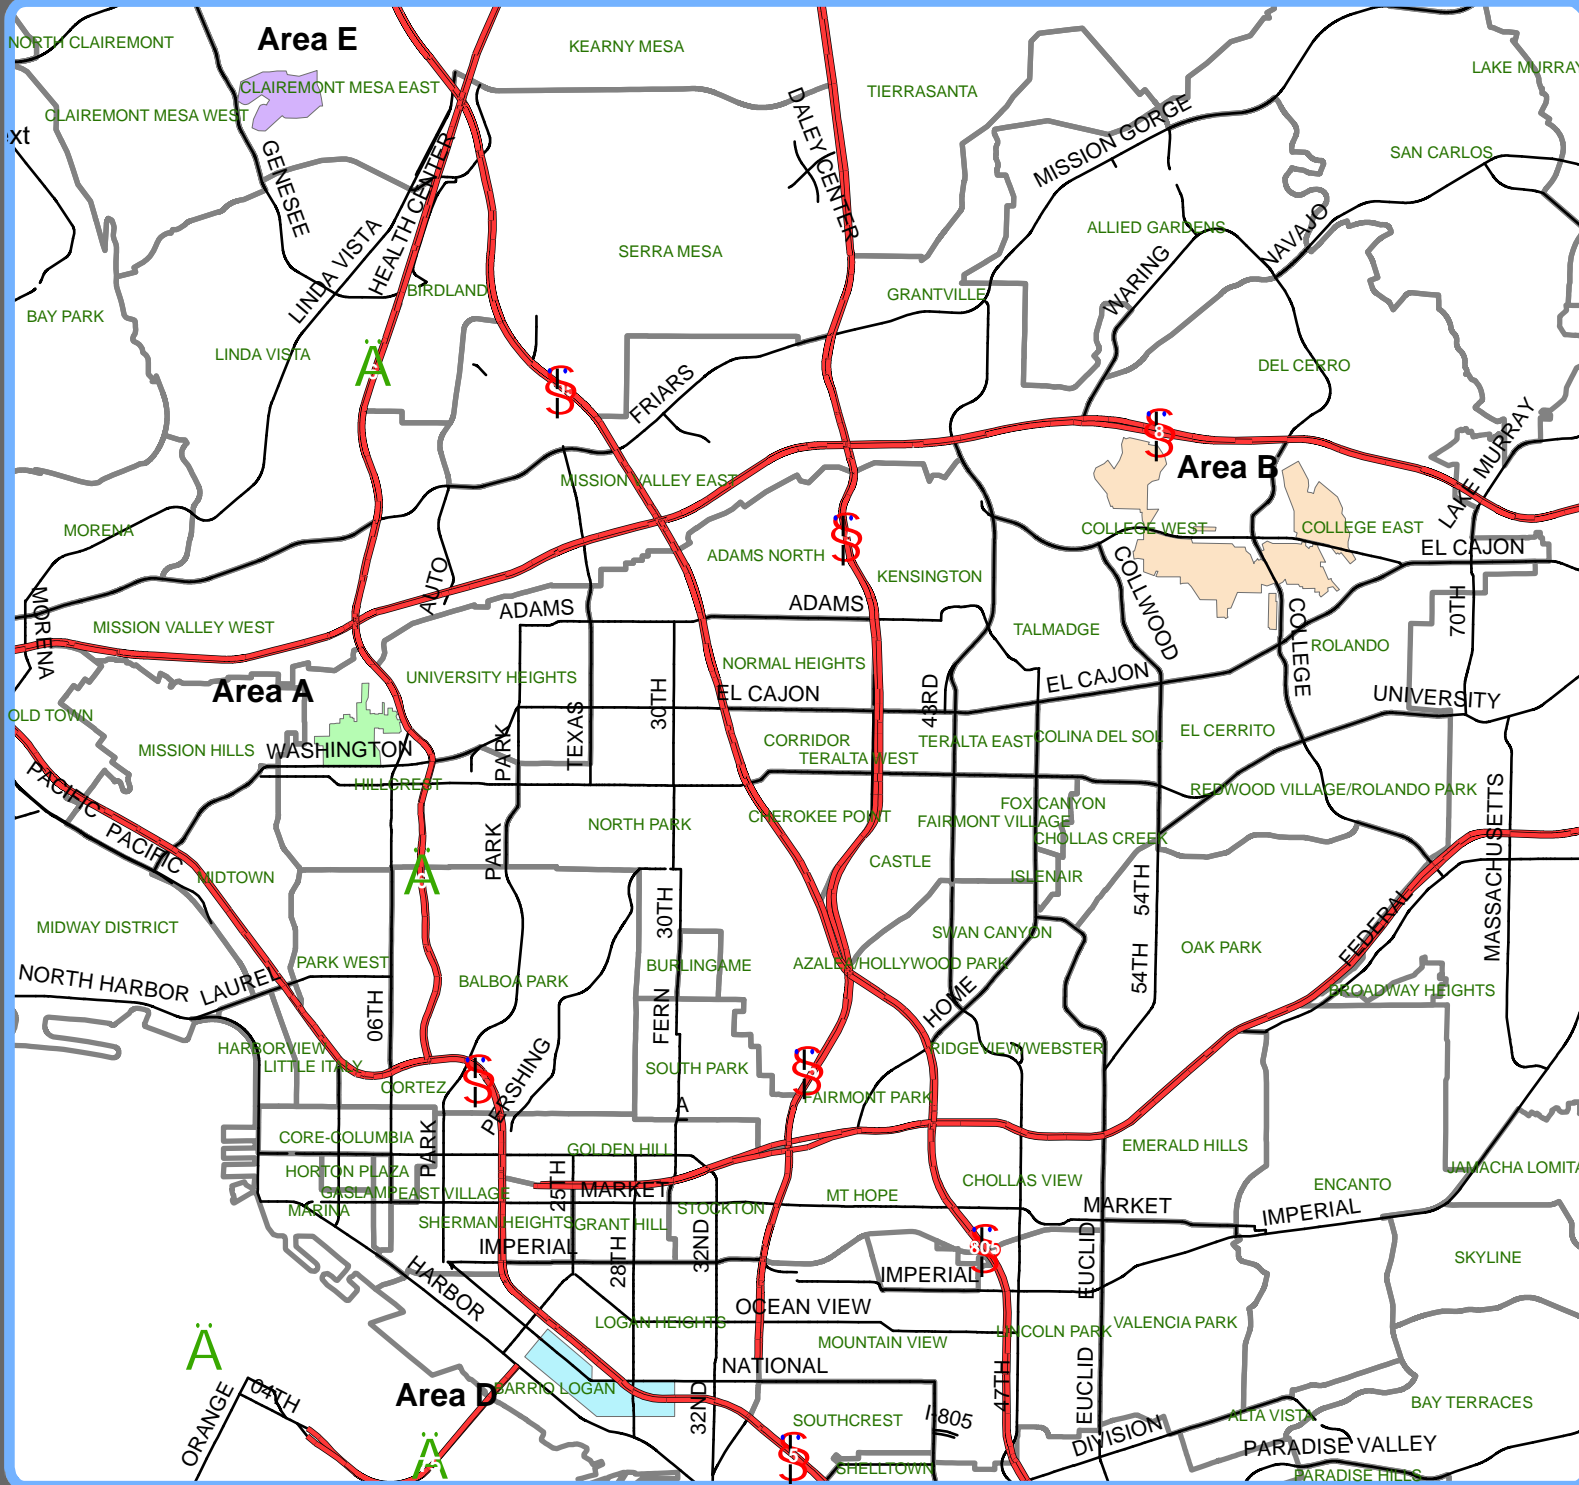 Area E
NORTH CLAIREMONT
KEARNY MESA
LAKE MURRAY
CLAIREMONT MESA EAST
TIERRASANTA
CLAIREMONT MESA WEST
DALEY CENTER
MISSION GORGE
xt
GENESEE
HEALTH CENTER
SAN CARLOS
LINDA VISTA
ALLIED GARDENS
NAVAJO
SERRA MESA
WARING
BIRDLAND
GRANTVILLE
BAY PARK
LINDA VISTA
DEL CERRO
Ä
FRIARS
8
LAKE MURRAY
Area B
MISSION VALLEY EAST
MORENA
COLLEGE WEST
COLLEGE EAST
ADAMS NORTH
EL CAJON
KENSINGTON
AUTO
COLLWOOD
MORENA
ADAMS
ADAMS
70TH
MISSION VALLEY WEST
TALMADGE
COLLEGE
ROLANDO
NORMAL HEIGHTS
UNIVERSITY HEIGHTS
EL CAJON
Area A
EL CAJON
UNIVERSITY
30TH
43RD
OLD TOWN
TEXAS
EL CERRITO
MISSION HILLS
WASHINGTON
PARK
CORRIDOR
TERALTA EAST
COLINA DEL SOL
TERALTA WEST
HILLCREST
REDWOOD VILLAGE/ROLANDO PARK
PACIFIC
FOX CANYON
CHEROKEE POINT
FAIRMONT VILLAGE
NORTH PARK
PACIFIC
CHOLLAS CREEK
MASSACHUSETTS
PARK
CASTLE
Ä
MIDTOWN
ISLENAIR
54TH
30TH
MIDWAY DISTRICT
SWAN CANYON
FEDERAL
OAK PARK
PARK WEST
BURLINGAME
AZALEA/HOLLYWOOD PARK
54TH
NORTH HARBOR
LAUREL
BALBOA PARK
BROADWAY HEIGHTS
06TH
FERN
HOME
HARBORVIEW
RIDGEVIEW/WEBSTER
LITTLE ITALY
SOUTH PARK
CORTEZ
PERSHING
FAIRMONT PARK
A
CORE-COLUMBIA
PARK
GOLDEN HILL
EMERALD HILLS
HORTON PLAZA
JAMACHA LOMITA
CHOLLAS VIEW
ENCANTO
GASLAMP
EAST VILLAGE
25TH
MARKET
MT HOPE
MARKET
IMPERIAL
MARINA
STOCKTON
SHERMAN HEIGHTS
GRANT HILL
32ND
IMPERIAL
805
EUCLID
SKYLINE
28TH
IMPERIAL
HARBOR
OCEAN VIEW
LOGAN HEIGHTS
LINCOLN PARK
VALENCIA PARK
MOUNTAIN VIEW
Ä
NATIONAL
Area D
BARRIO LOGAN
04TH
47TH
EUCLID
BAY TERRACES
32ND
SOUTHCREST
I-805
ALTA VISTA
ORANGE
DIVISION
PARADISE VALLEY
Ä
5
SHELLTOWN
PARADISE HILLS